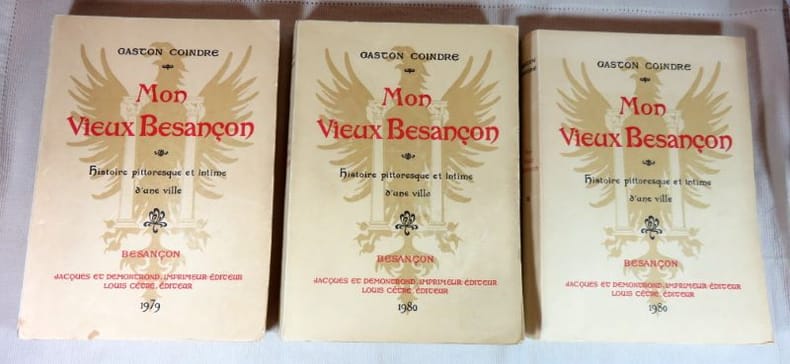 GASTON COINDRE
Mon
Vieux Besançon
Histoire pittoresque et intime
d'une ville
BESANÇON
JACQUES ET DEMONTROND, IMPRIMEUR-ÉDITEUR
LOUIS CÊTRE, ÉDITEUR
1979
GASTON COINDRE
Mon
Vieux Besançon
Histoire pittoresque et intime
d'une ville
BESANÇON
JACQUES ET DEMONTROND, IMPRIMEUR-ÉDITEUR
LOUIS CÊTRE, ÉDITEUR
1980
GASTON COINDRE
Mon
Vieux Besançon
Histoire pittoresque et intime
d'une ville
BESANÇON
JACQUES ET DEMONTROND, IMPRIMEUR-ÉDITEUR
LOUIS CÊTRE, ÉDITEUR
1980